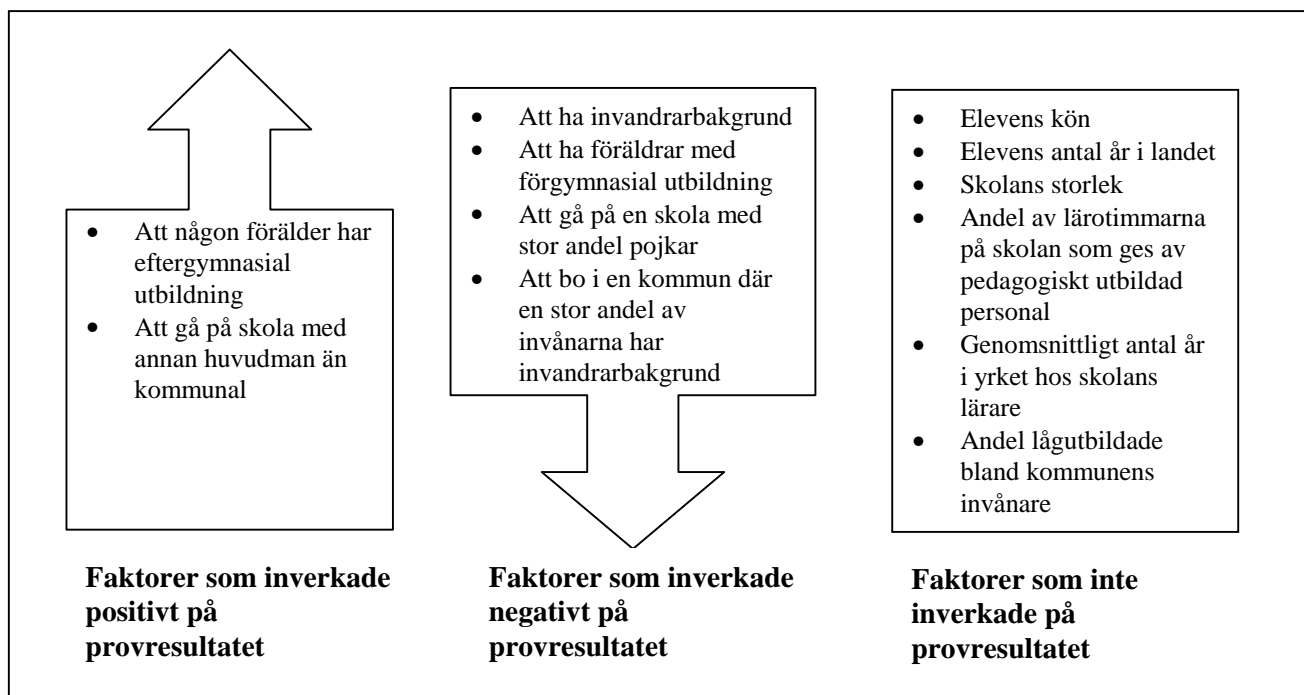 • Att någon förälder har
eftergymnasial
utbildning
• Att gå på skola med
annan huvudman än
kommunal
Faktorer som inverkade
positivt på
provresultatet
• Att ha invandrarbakgrund
• Att ha föräldrar med
förgymnasial utbildning
• Att gå på en skola med
stor andel pojkar
• Att bo i en kommun där
en stor andel av
invånarna har
invandrarbakgrund
Faktorer som inverkade
negativt på
provresultatet
• Elevens kön
• Elevens antal år i landet
• Skolans storlek
• Andel av lärotimmarna
på skolan som ges av
pedagogiskt utbildad
personal
• Genomsnittligt antal år
i yrket hos skolans
lärare
• Andel lågutbildade
bland kommunens
invånare
Faktorer som inte
inverkade på
provresultatet